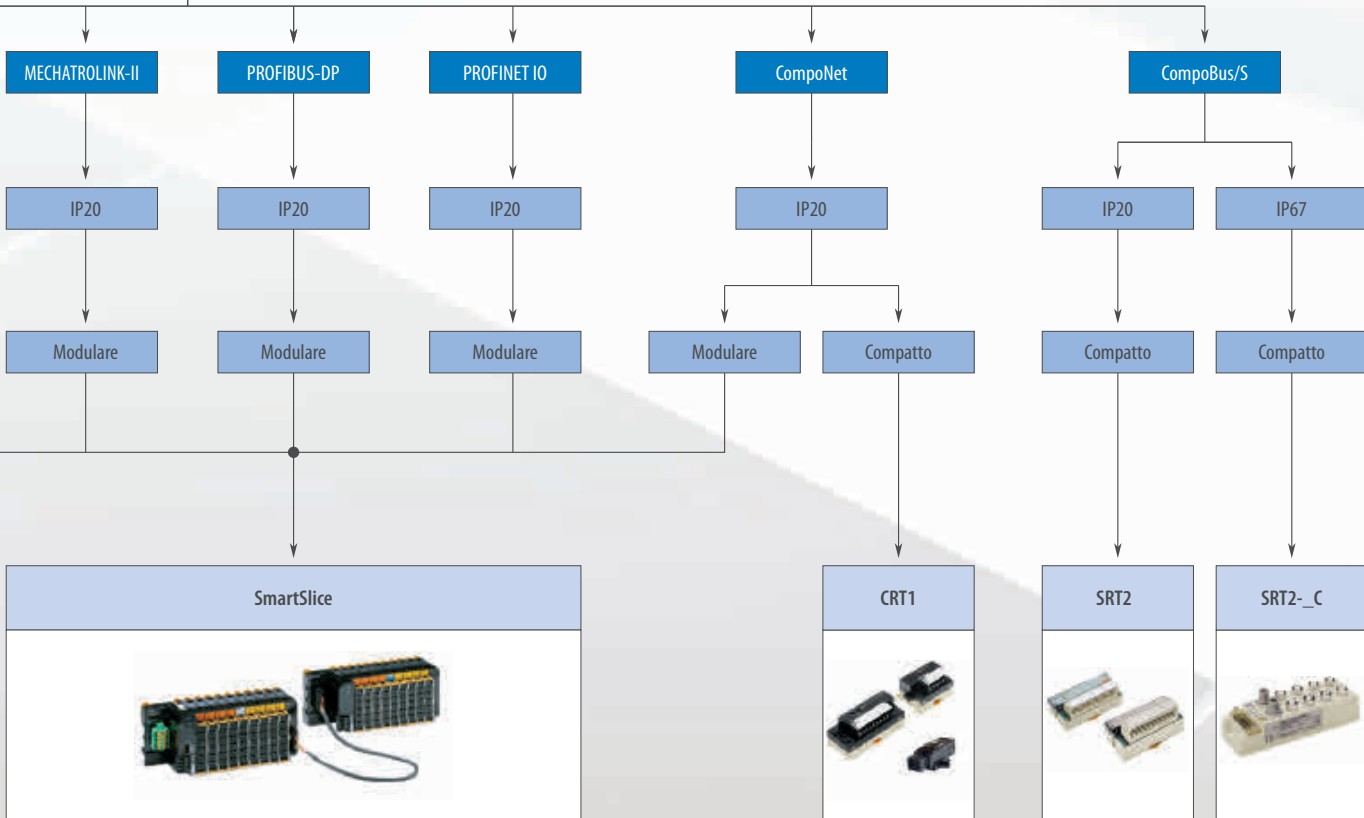 MECHATROLINK-II
PROFIBUS-DP
PROFINET IO
CompoNet
CompoBus/S
IP20
IP20
IP20
IP20
IP20
IP67
Modulare
Modulare
Modulare
Modulare
Compatto
Compatto
Compatto
SmartSlice
CRT1
SRT2
SRT2-_C